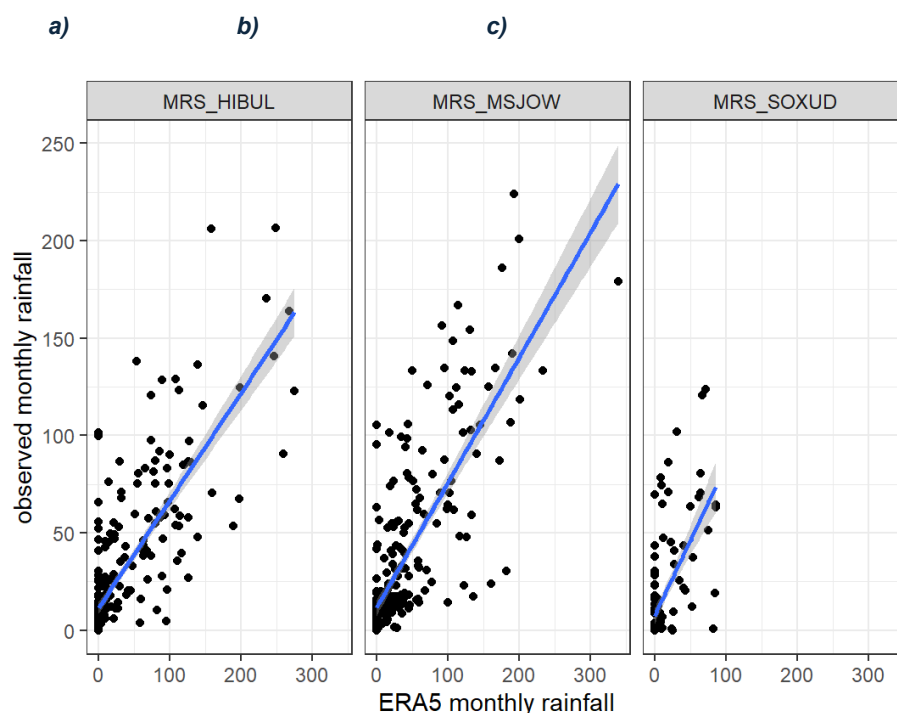 a) b) c)
MRS_HIBUL MRS_MSJOW MRS_SOXUD
observed monthly rainfall
250
200
150
100
50
0
0 100 200 300 0 100 200 300 0 100 200 300
ERA5 monthly rainfall